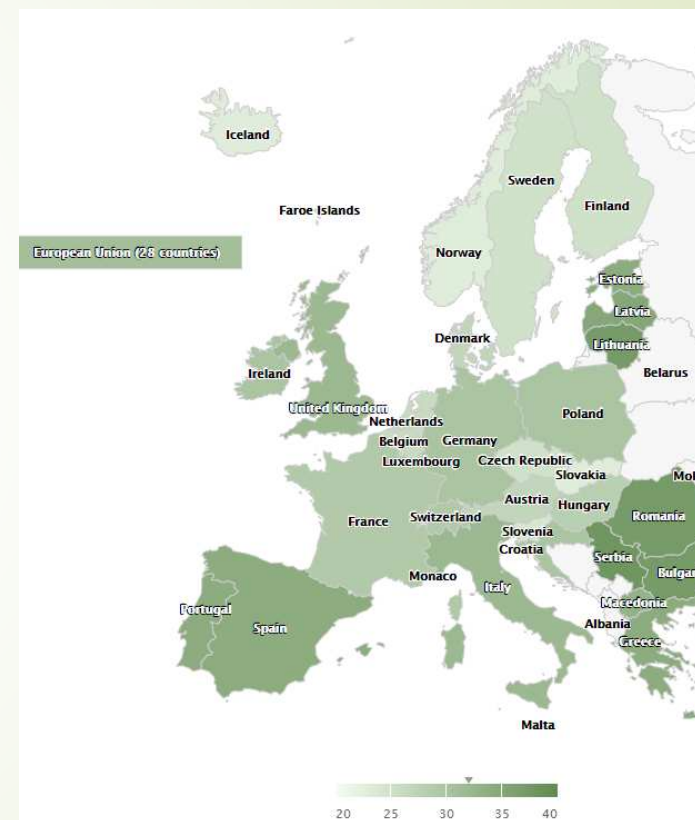 Iceland
Sweden
Finland
Faroe Islands
European Union (28 countries)
Norway
Estonia
Latvia
Denmark
Lithuania
Ireland
Belarus
United Kingdom
Netherlands
Poland
Belgium
Germany
Luxembourg
Czech Republic
Slovakia
Mol
Austria
Hungary
France
Switzerland
Romania
Slovenia
Croatia
Serbia
Monaco
Italy
Bulgar
Portugal
Macedonia
Spain
Albania
Greece
Malta
20 25 30 35 40